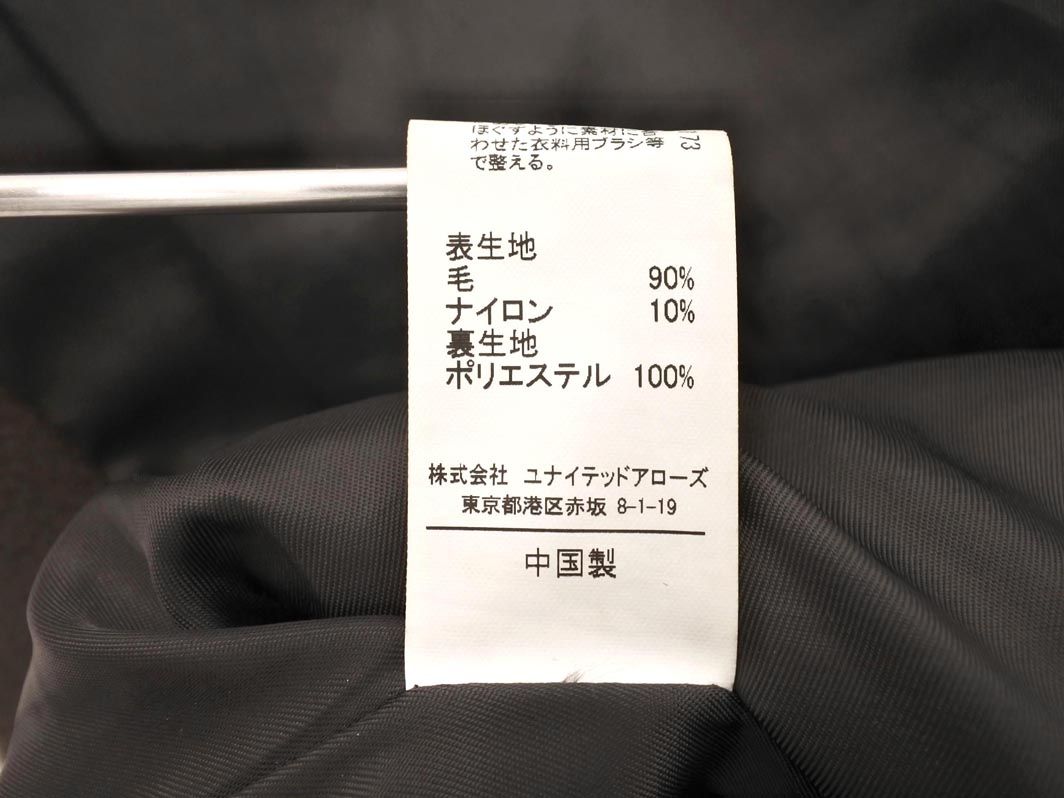 ほぐすように素材に合
わせた衣料用ブラシ等
で整える。
173
表生地
毛 90%
ナイロン 10%
裏生地
ポリエステル 100%
株式会社 ユナイテッドアローズ
東京都港区赤坂 8-1-19
中国製